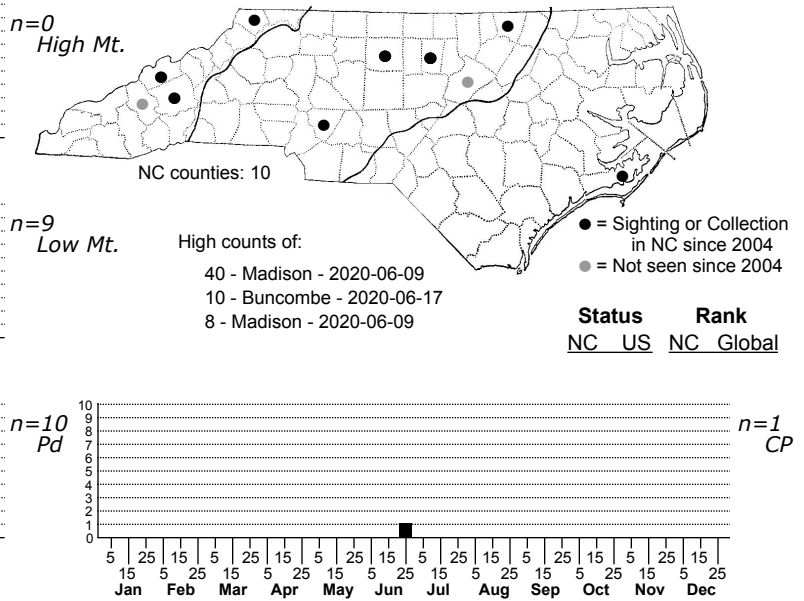 n=0
High Mt.
NC counties: 10
n=9
Low Mt.
High counts of:
40 - Madison - 2020-06-09
10 - Buncombe - 2020-06-17
8 - Madison - 2020-06-09
= Sighting or Collection
in NC since 2004
= Not seen since 2004
Status Rank
NC US NC Global
n=10
Pd
n=1
CP
10
9
8
7
6
5
4
3
2
1
0
5 25 15 5 25 15 5 25 15 5 25 15 5 25 15 5 25 15
15 5 25 15 5 25 15 5 25 15 5 25 15 5 25 15 5 25
Jan Feb Mar Apr May Jun Jul Aug Sep Oct Nov Dec